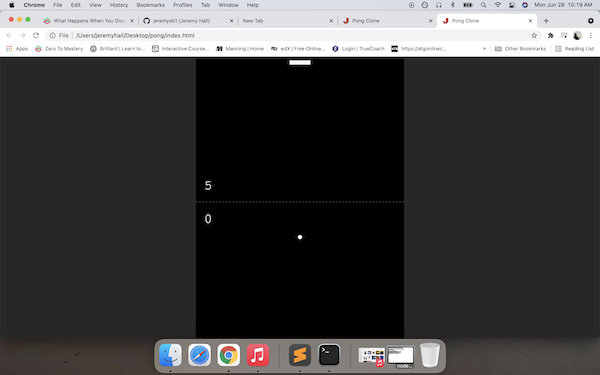 Chrome File Edit View History Bookmarks Profiles Tab Window Help Mon Jun 28 10:19 AM
What Happens When You Dis jeremysb1 (Jeremy Hall) New Tab Pong Clone Pong Clone
File /Users/jeremyhall/Desktop/pong/index.html
Apps Zero To Mastery Brilliant | Learn to... Interactive Course... Manning | Home edX | Free Online... Login | TrueCoach https://atgonlinec... » Other Bookmarks Reading List
5
0
node...